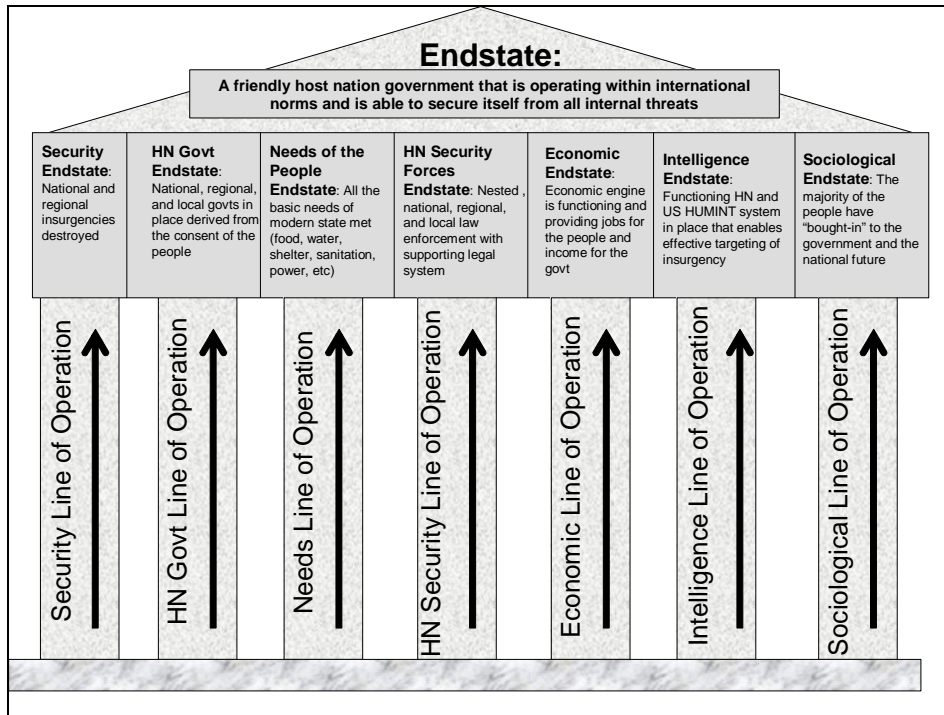 Endstate:
A friendly host nation government that is operating within international
norms and is able to secure itself from all internal threats
Security
Endstate:
National and
regional
insurgencies
destroyed
HN Govt
Endstate:
National, regional,
and local govts in
place derived from
the consent of the
people
Needs of the
People
Endstate: All the
basic needs of
modern state met
(food, water,
shelter, sanitation,
power, etc)
HN Security
Forces
Endstate: Nested ,
national, regional,
and local law
enforcement with
supporting legal
system
Economic
Endstate:
Economic engine
is functioning and
providing jobs for
the people and
income for the
govt
Intelligence
Endstate:
Functioning HN and
US HUMINT system
in place that enables
effective targeting of
insurgency
Sociological
Endstate: The
majority of the
people have
“bought-in” to the
government and the
national future
Security Line of Operation
HN Govt Line of Operation
Needs Line of Operation
HN Security Line of Operation
Economic Line of Operation
Intelligence Line of Operation
Sociological Line of Operation